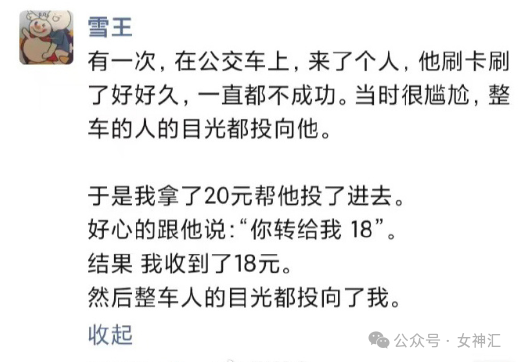 雪王
有一次，在公交车上，来了个人，他刷卡刷
了好好久，一直都不成功。当时很尴尬，整
车的人的目光都投向他。
于是我拿了20元帮他投了进去。
好心的跟他说：“你转给我 18”。
结果 我收到了18元。
然后整车人的目光都投向了我。
收起
公众号 · 女神汇